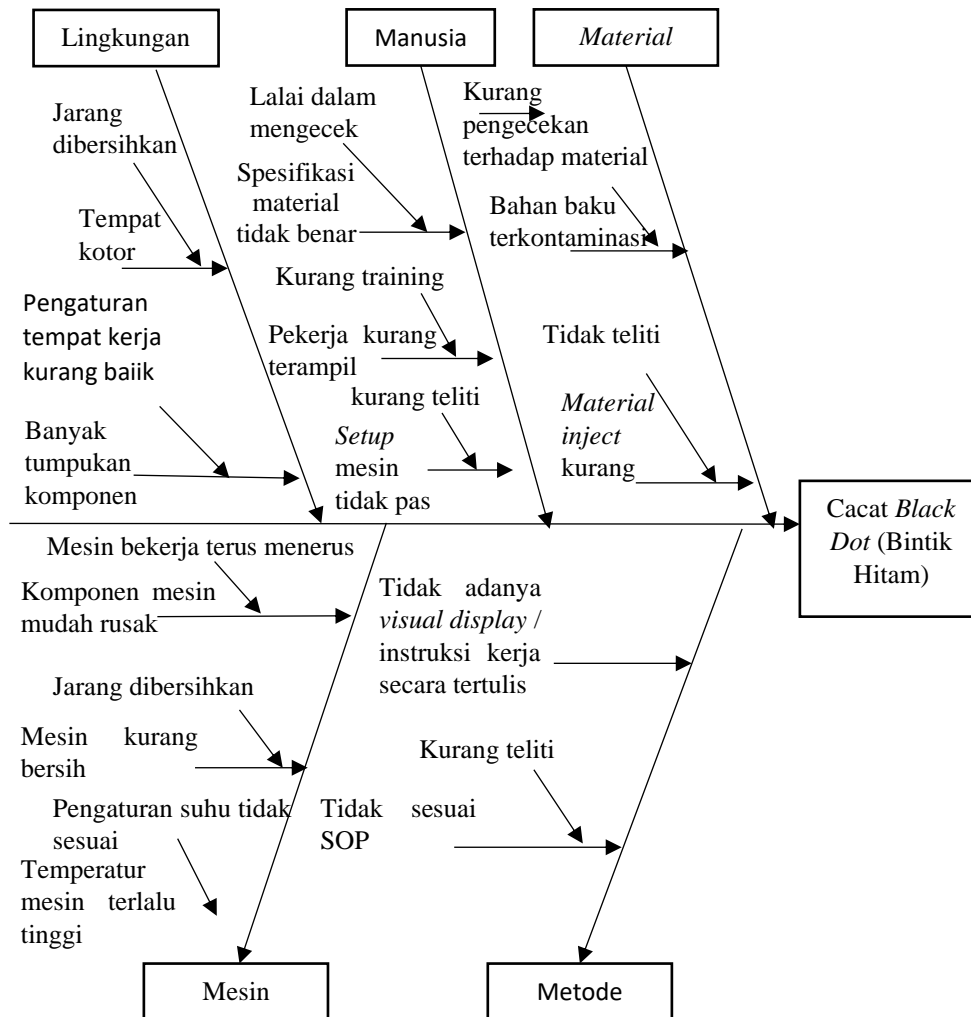 Lingkungan
Manusia
Material
Jarang
dibersihkan
Tempat
kotor
Pengaturan
tempat kerja
kurang baiik
Banyak
tumpukan
komponen
Lalai dalam
mengecek
Spesifikasi
material
tidak benar
Kurang training
Pekerja kurang
terampil
kurang teliti
Setup
mesin
tidak pas
Kurang
pengecekan
terhadap material
Bahan baku
terkontaminasi
Tidak teliti
Material
inject
kurang
Cacat Black
Dot (Bintik
Hitam)
Mesin bekerja terus menerus
Komponen mesin
mudah rusak
Jarang dibersihkan
Mesin kurang
bersih
Pengaturan suhu tidak
sesuai
Temperatur
mesin terlalu
tinggi
Tidak adanya
visual display /
instruksi kerja
secara tertulis
Kurang teliti
Tidak sesuai
SOP
Mesin
Metode